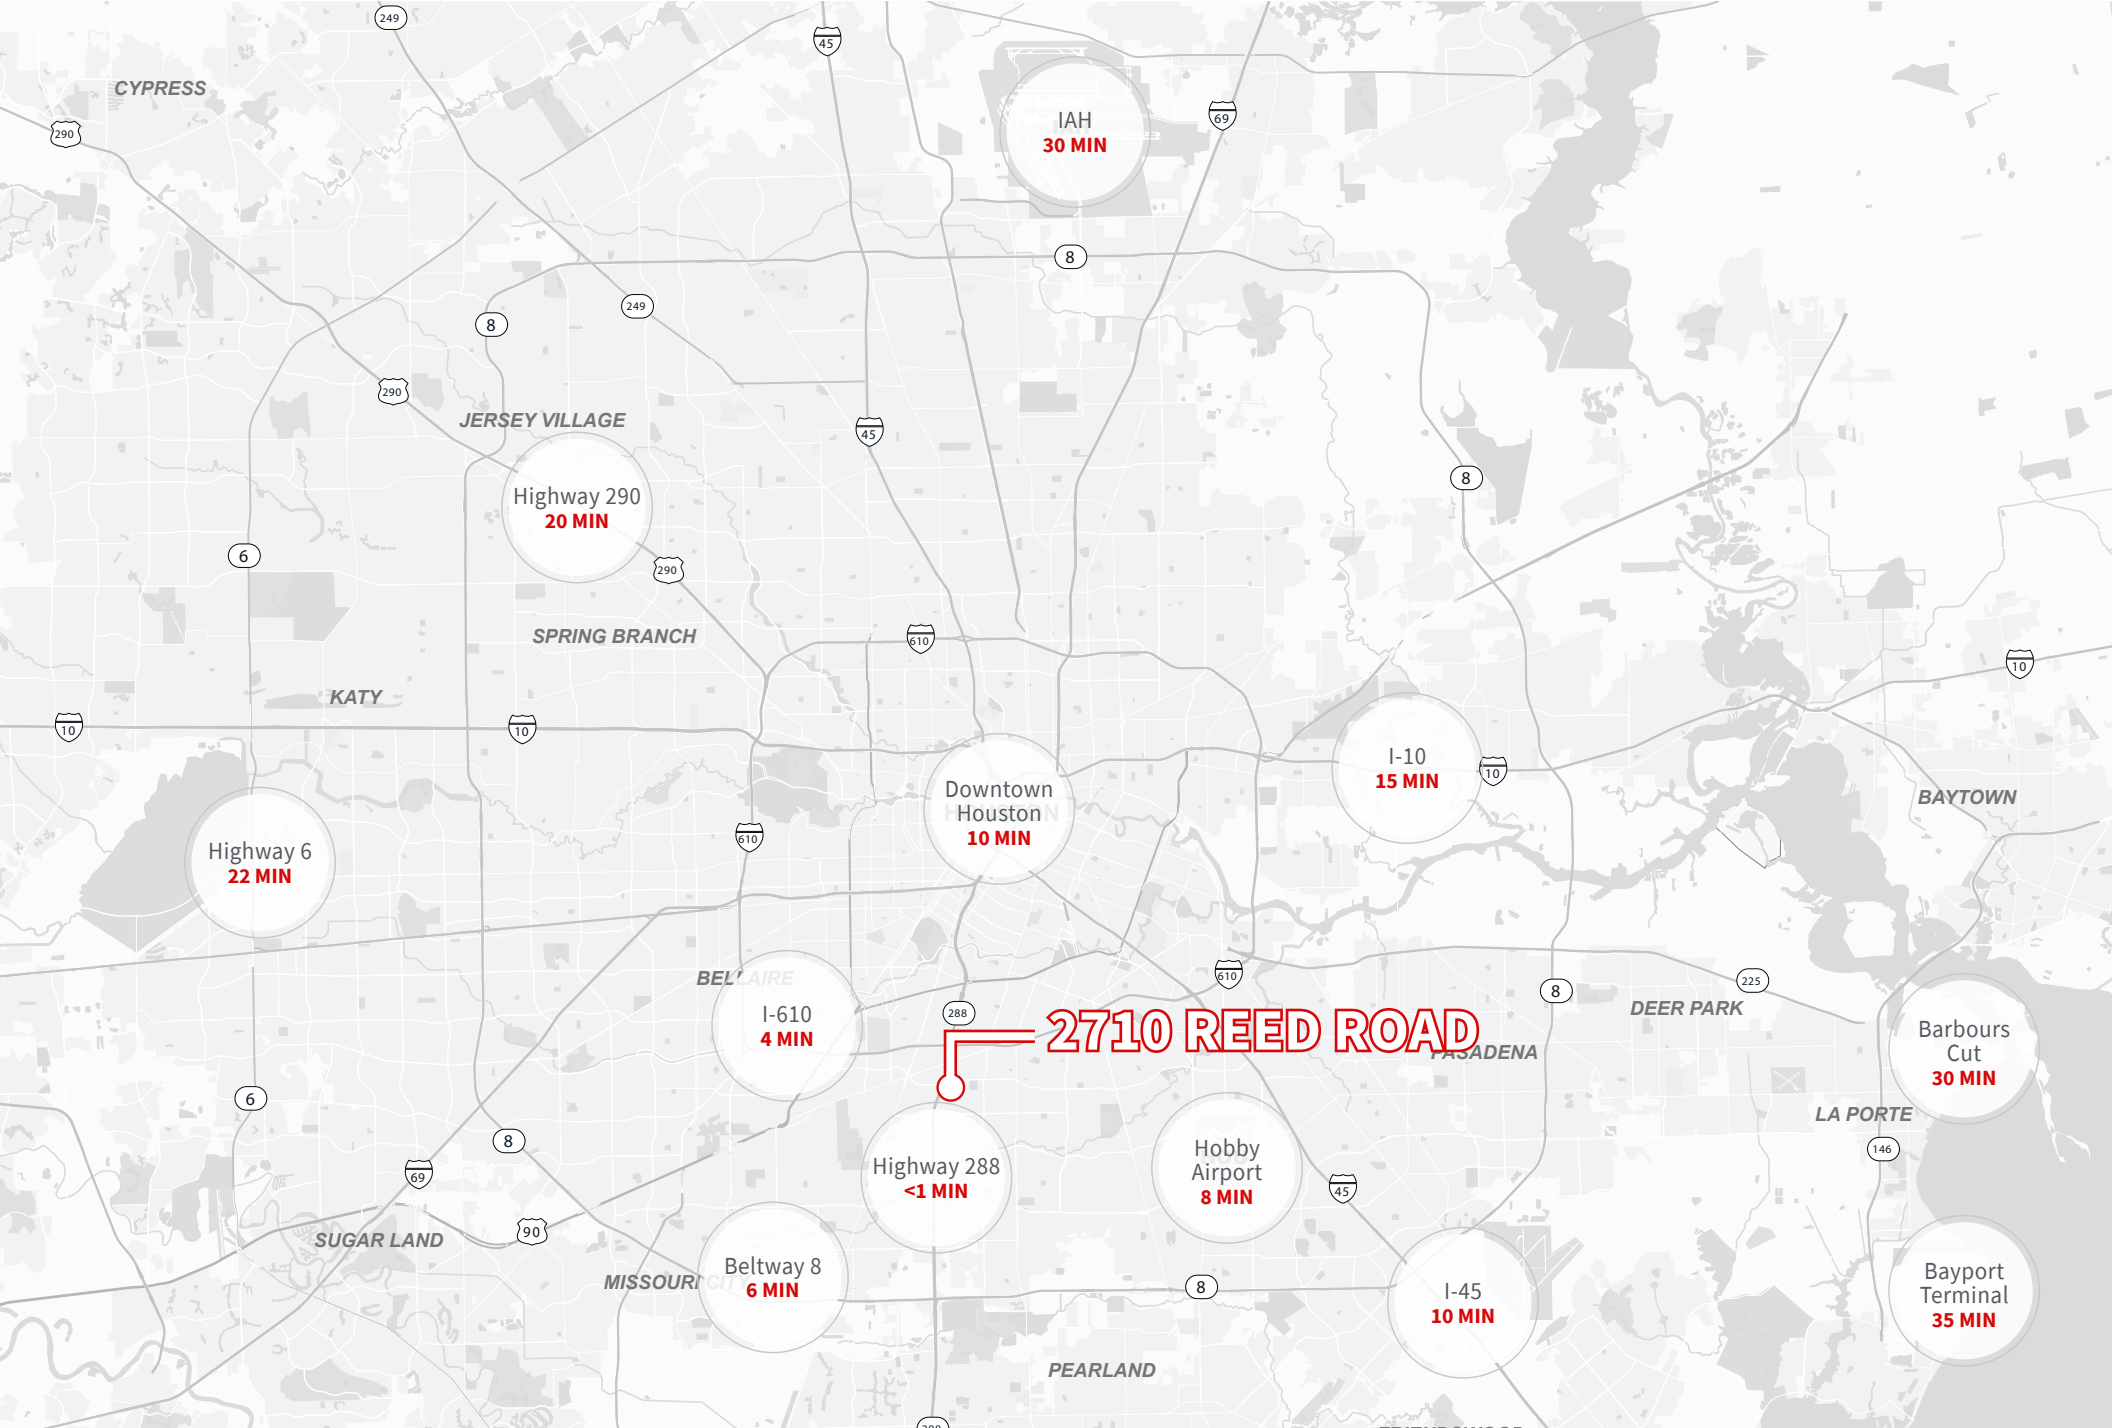 249
45
CYPRESS
69
IAH
30 MIN
290
8
249
8
290
JERSEY VILLAGE
45
8
Highway 290
20 MIN
6
290
SPRING BRANCH
610
10
KATY
10
10
I-10
15 MIN
10
Downtown
Houston
10 MIN
BAYTOWN
610
Highway 6
22 MIN
BELLAIRE
610
225
8
DEER PARK
I-610
4 MIN
288
2710 REED ROAD
PASADENA
Barbours
Cut
30 MIN
6
LA PORTE
8
146
Hobby
Airport
8 MIN
Highway 288
<1 MIN
69
45
90
SUGAR LAND
Beltway 8
6 MIN
MISSOURI CITY
8
I-45
10 MIN
Bayport
Terminal
35 MIN
PEARLAND